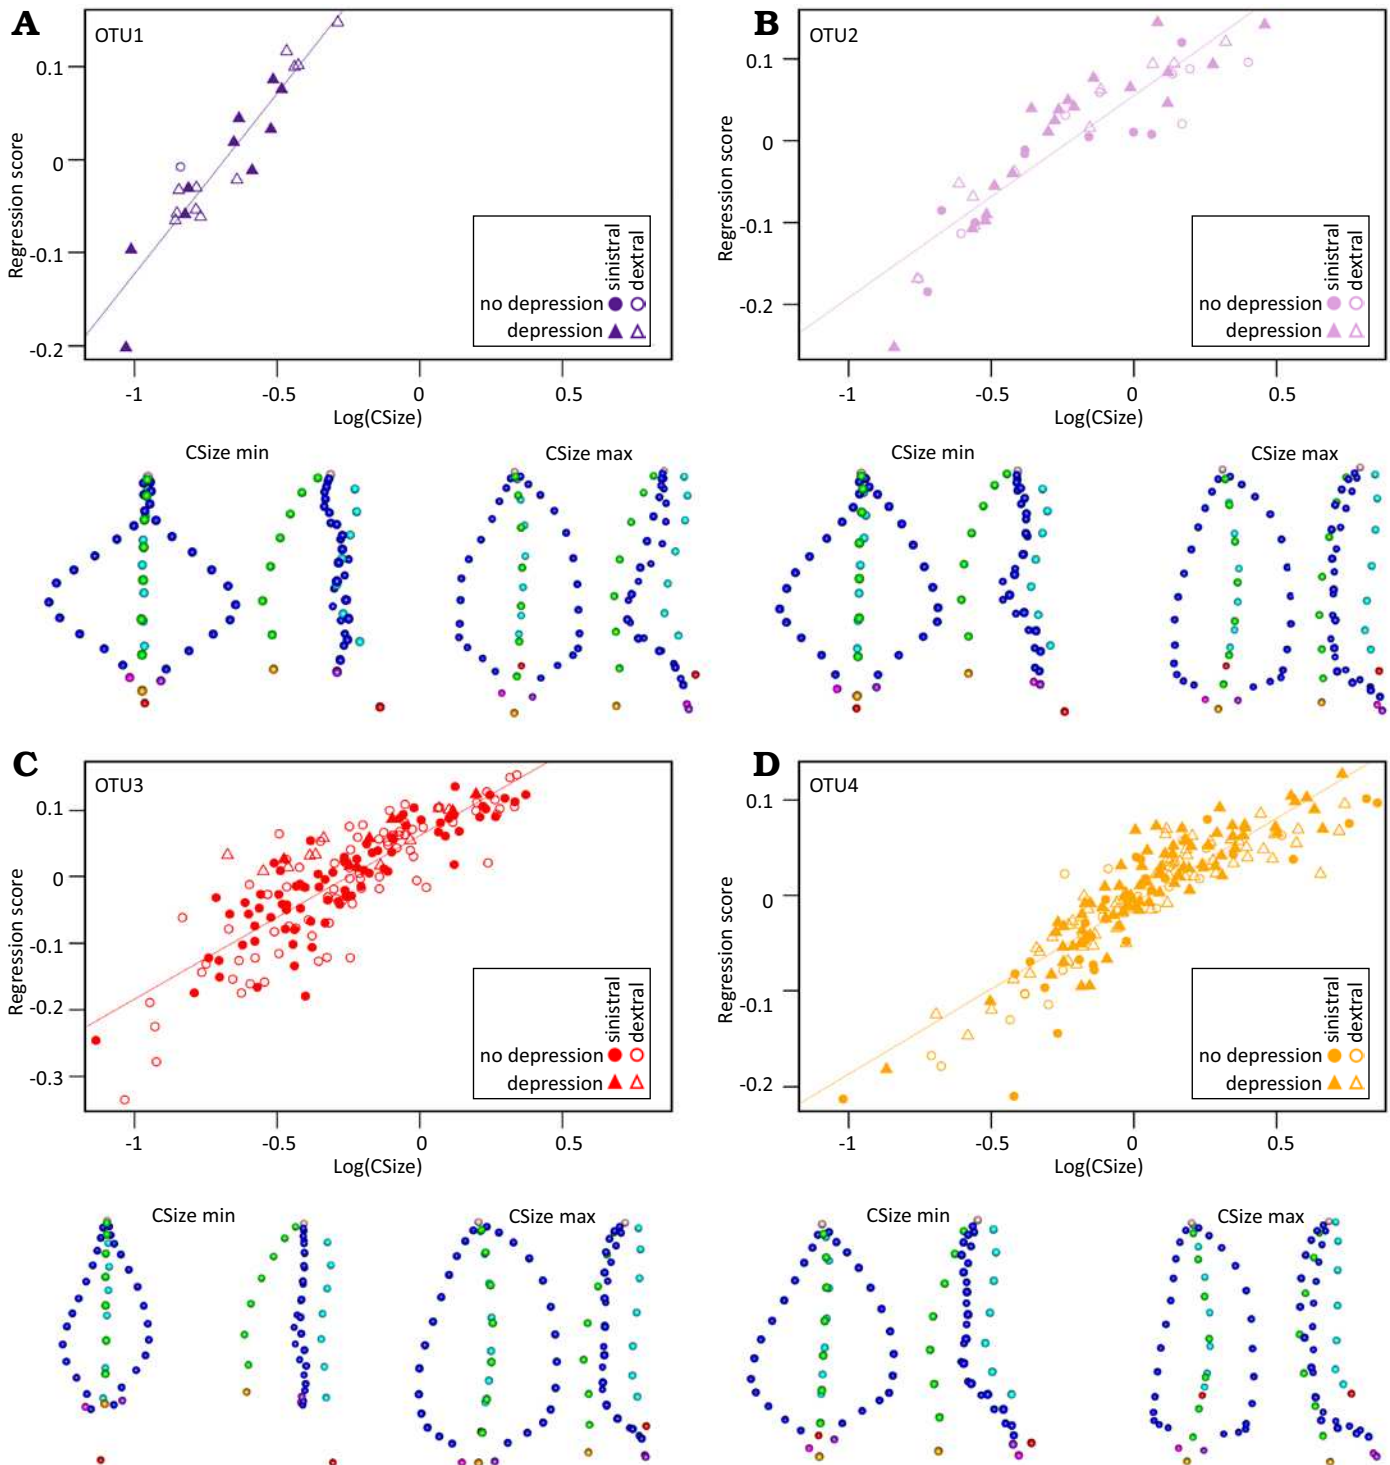 A
OTU1
Regression score
0.1
0
-0.1
-0.2
-1
-0.5
0
0.5
Log(CSize)
sinistral
dextral
no depression
depression
CSize min
CSize max
B
OTU2
Regression score
0.1
0
-0.1
-0.2
-1
-0.5
0
0.5
Log(CSize)
sinistral
dextral
no depression
depression
CSize min
CSize max
C
OTU3
Regression score
0.1
0
-0.1
-0.2
-0.3
-1
-0.5
0
0.5
Log(CSize)
sinistral
dextral
no depression
depression
CSize min
CSize max
D
OTU4
Regression score
0.1
0
-0.1
-0.2
-1
-0.5
0
0.5
Log(CSize)
sinistral
dextral
no depression
depression
CSize min
CSize max